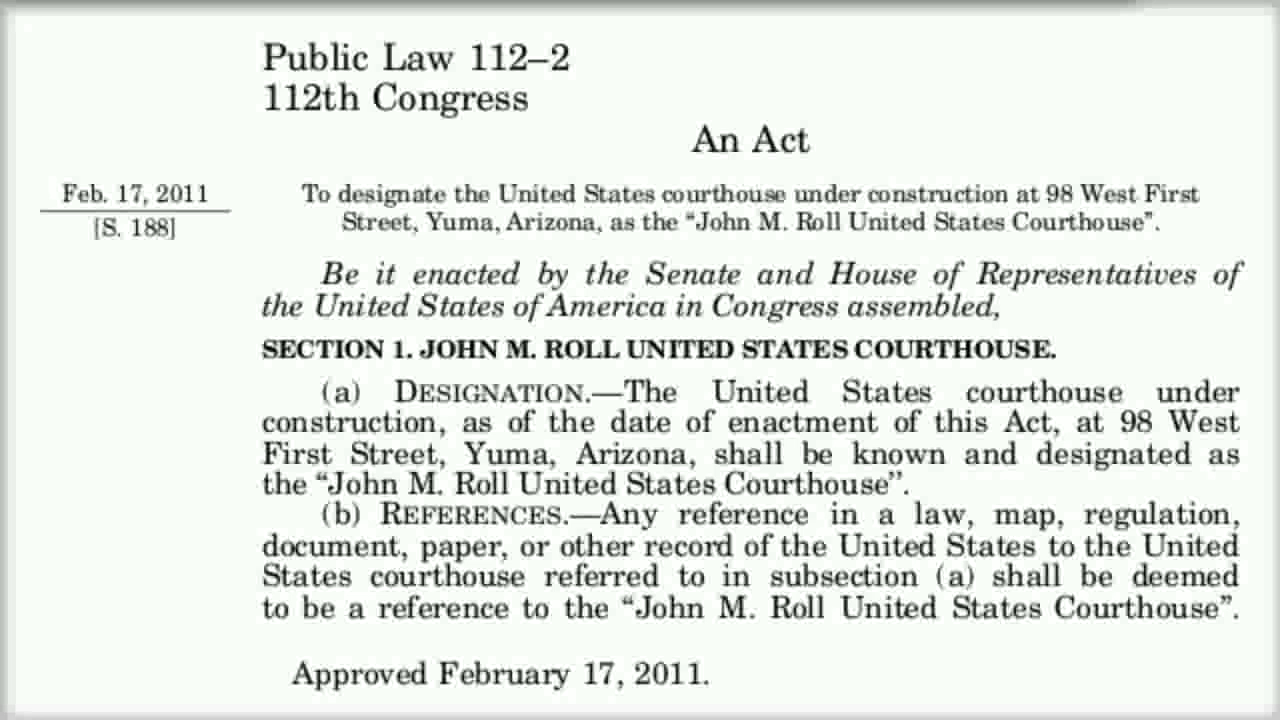 Public Law 112–2
112th Congress
An Act
Feb. 17, 2011
[S. 188]
To designate the United States courthouse under construction at 98 West First
Street, Yuma, Arizona, as the “John M. Roll United States Courthouse”.
Be it enacted by the Senate and House of Representatives of
the United States of America in Congress assembled,
SECTION 1. JOHN M. ROLL UNITED STATES COURTHOUSE.
(a) DESIGNATION.—The United States courthouse under
construction, as of the date of enactment of this Act, at 98 West
First Street, Yuma, Arizona, shall be known and designated as
the “John M. Roll United States Courthouse”.
(b) REFERENCES.—Any reference in a law, map, regulation,
document, paper, or other record of the United States to the United
States courthouse referred to in subsection (a) shall be deemed
to be a reference to the “John M. Roll United States Courthouse”.
Approved February 17, 2011.